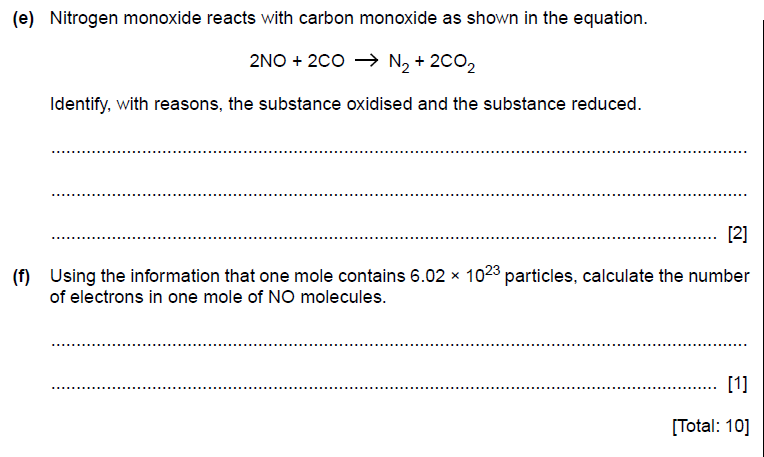 (e) Nitrogen monoxide reacts with carbon monoxide as shown in the equation.
2NO + 2CO → N₂ + 2CO₂
Identify, with reasons, the substance oxidised and the substance reduced.
..........
..........
.......... [2]
(f) Using the information that one mole contains 6.02 × 10²³ particles, calculate the number
of electrons in one mole of NO molecules.
..........
.......... [1]
[Total: 10]